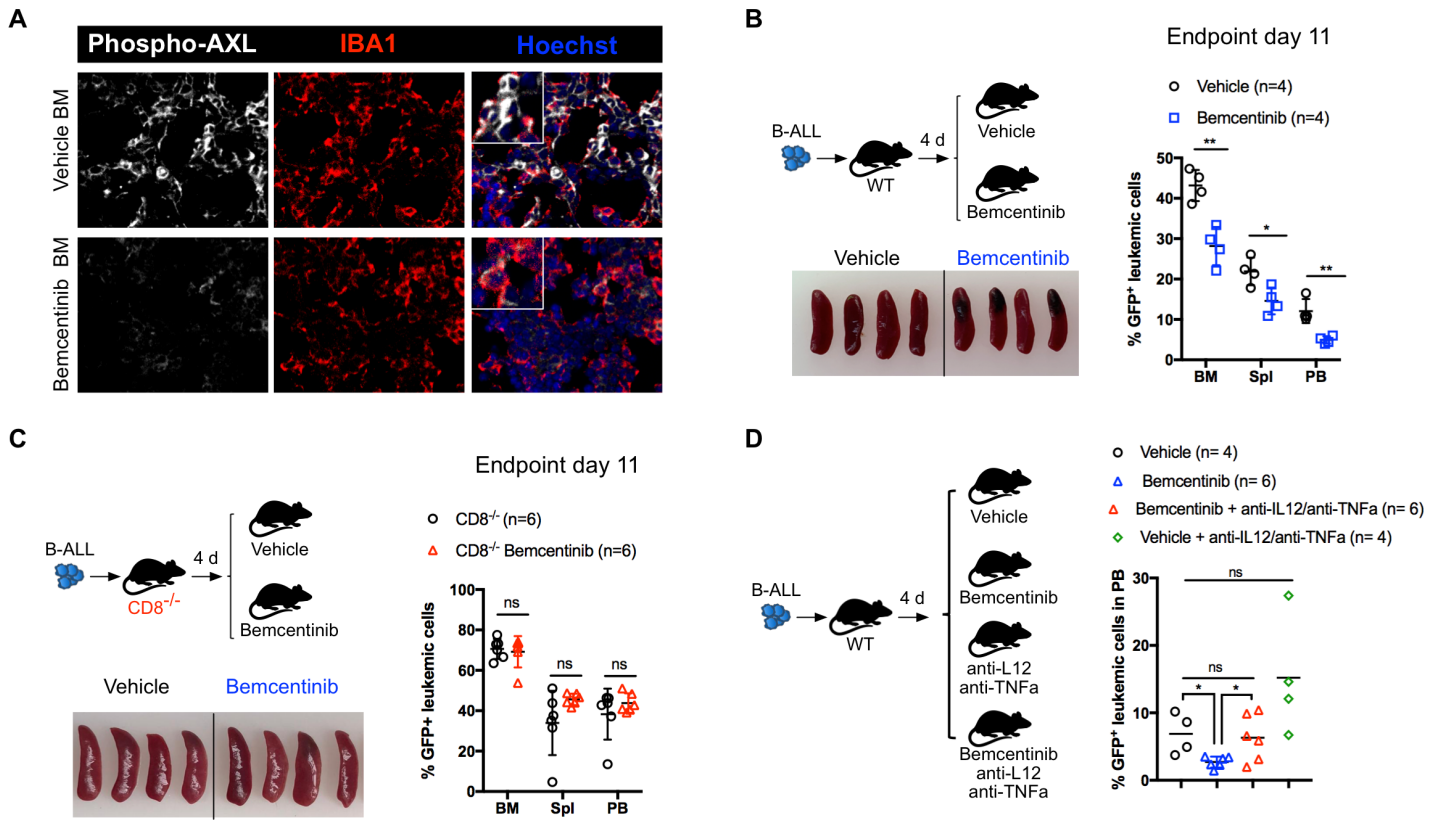 A
Phospho-AXL
IBA1
Hoechst
Vehicle BM
Bemcentinib BM
B
Endpoint day 11
Vehicle (n=4)
Bemcentinib (n=4)
B-ALL
WT
4 d
Vehicle
Bemcentinib
Vehicle
Bemcentinib
% GFP⁺ leukemic cells
50
40
30
20
10
0
**
*
**
BM
Spl
PB
C
Endpoint day 11
B-ALL
CD8⁻/⁻
4 d
Vehicle
Bemcentinib
Vehicle
Bemcentinib
CD8⁻/⁻ (n=6)
CD8⁻/⁻ Bemcentinib (n=6)
% GFP+ leukemic cells
100
80
60
40
20
0
ns
ns
ns
BM
Spl
PB
D
B-ALL
WT
4 d
Vehicle
Bemcentinib
anti-L12
anti-TNFa
Bemcentinib
anti-L12
anti-TNFa
Vehicle (n= 4)
Bemcentinib (n= 6)
Bemcentinib + anti-IL12/anti-TNFa (n= 6)
Vehicle + anti-IL12/anti-TNFa (n= 4)
% GFP⁺ leukemic cells in PB
30
20
10
0
ns
ns
*
*